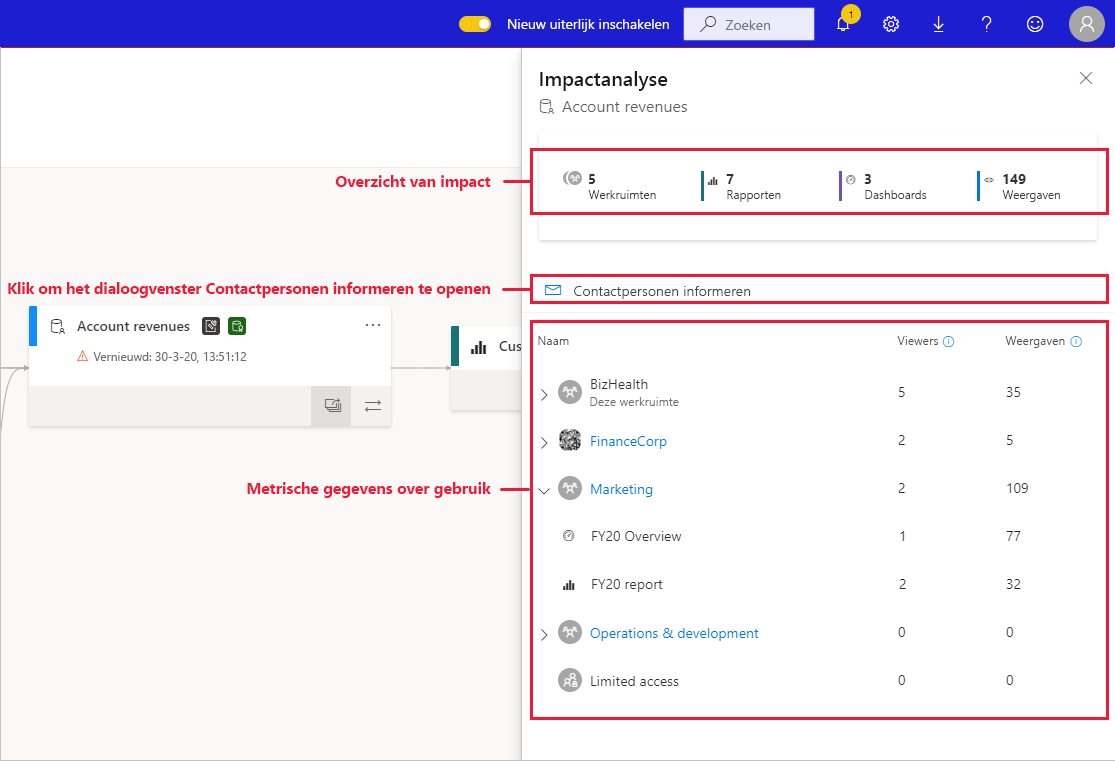 Nieuw uiterlijk inschakelen
Zoeken
1
Impactanalyse
Account revenues
Overzicht van impact
5
Werkruimten
7
Rapporten
3
Dashboards
149
Weergaven
Klik om het dialoogvenster Contactpersonen informeren te openen
Contactpersonen informeren
Account revenues
Vernieuwd: 30-3-20, 13:51:12
Cus
Naam Viewers Weergaven
BizHealth 5 35
Deze werkruimte
FinanceCorp 2 5
Metrische gegevens over gebruik
Marketing 2 109
FY20 Overview 1 77
FY20 report 2 32
Operations & development 0 0
Limited access 0 0